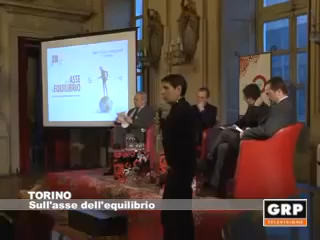 ASSE
EQUILIBRIO
TORINO
Sull'asse dell'equilibrio
GRP
TELEVISIONE